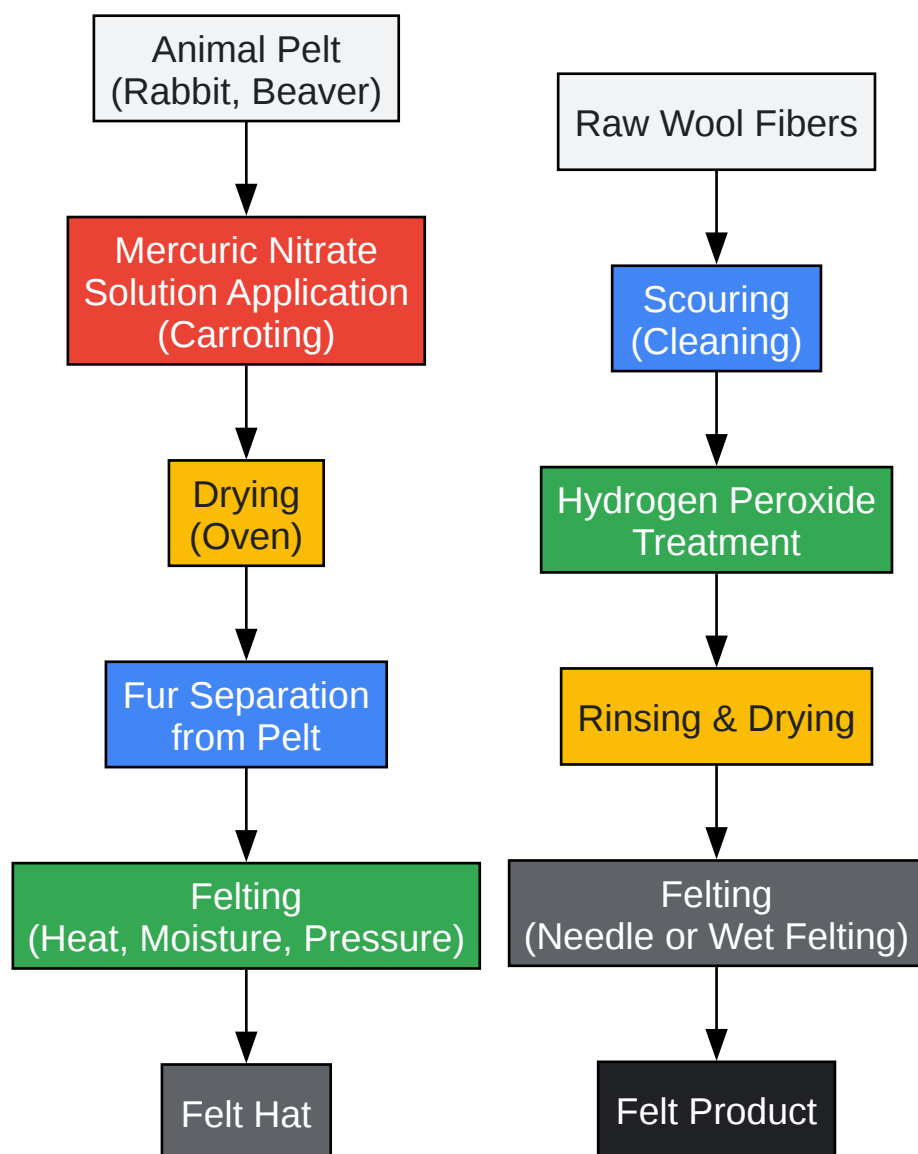 Animal Pelt
(Rabbit, Beaver)
Mercuric Nitrate
Solution Application
(Carroting)
Drying
(Oven)
Fur Separation
from Pelt
Felting
(Heat, Moisture, Pressure)
Felt Hat
Raw Wool Fibers
Scouring
(Cleaning)
Hydrogen Peroxide
Treatment
Rinsing & Drying
Felting
(Needle or Wet Felting)
Felt Product